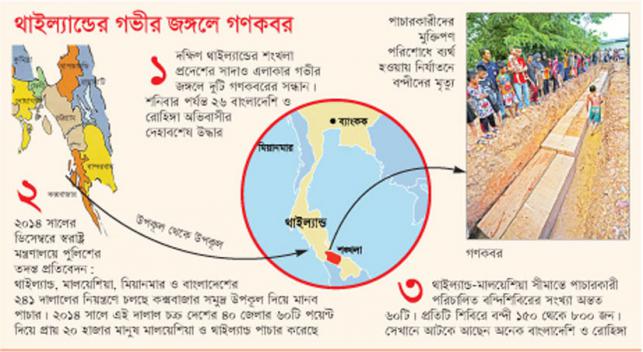 থাইল্যান্ডের গভীর জঙ্গলে গণকবর
১
দক্ষিণ থাইল্যান্ডের শংখলা
প্রদেশের সাদাও এলাকার গভীর
জঙ্গলে দুটি গণকবরের সন্ধান।
শনিবার পর্যন্ত ২৬ বাংলাদেশি ও
রোহিঙ্গা অভিবাসীর
দেহাবশেষ উদ্ধার
পাচারকারীদের
মুক্তিপণ
পরিশোধে ব্যর্থ
হওয়ায় নির্যাতনে
বন্দীদের মৃত্যু
গণকবর
কুমিল্লা
চট্টগ্রাম
বান্দরবান
কক্সবাজার
ব্যাংকক
মিয়ানমার
থাইল্যান্ড
শংখলা
উপকূল থেকে উপকূল
২
২০১৪ সালের
ডিসেম্বরে স্বরাষ্ট্র
মন্ত্রণালয়ে পুলিশের
তদন্ত প্রতিবেদন :
থাইল্যান্ড, মালয়েশিয়া, মিয়ানমার ও বাংলাদেশের
২৪১ দালালের নিয়ন্ত্রণে চলছে কক্সবাজার সমুদ্র উপকূল দিয়ে মানব
পাচার। ২০১৪ সালে এই দালাল চক্র দেশের ৪০ জেলার ৬০টি পয়েন্ট
দিয়ে প্রায় ২০ হাজার মানুষ মালয়েশিয়া ও থাইল্যান্ড পাচার করেছে
৩
থাইল্যান্ড-মালয়েশিয়া সীমান্তে পাচারকারী
পরিচালিত বন্দিশিবিরের সংখ্যা অন্তত
৬০টি। প্রতিটি শিবিরে বন্দী ১৫০ থেকে ৮০০ জন।
সেখানে আটকে আছেন অনেক বাংলাদেশি ও রোহিঙ্গা